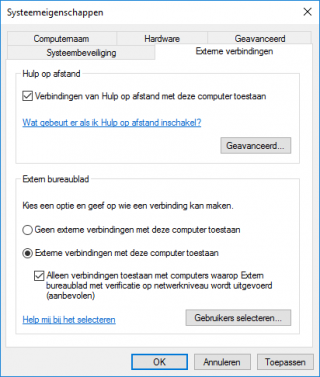 Systeemeigenschappen
Computernaam Hardware Geavanceerd
Systeembeveiliging Externe verbindingen
Hulp op afstand
Verbindingen van Hulp op afstand met deze computer toestaan
Wat gebeurt er als ik Hulp op afstand inschakel?
Geavanceerd...
Extern bureaublad
Kies een optie en geef op wie een verbinding kan maken.
Geen externe verbindingen met deze computer toestaan
Externe verbindingen met deze computer toestaan
Alleen verbindingen toestaan met computers waarop Extern
bureaublad met verificatie op netwerkniveau wordt uitgevoerd
(aanbevolen)
Help mij bij het selecteren
Gebruikers selecteren...
OK Annuleren Toepassen